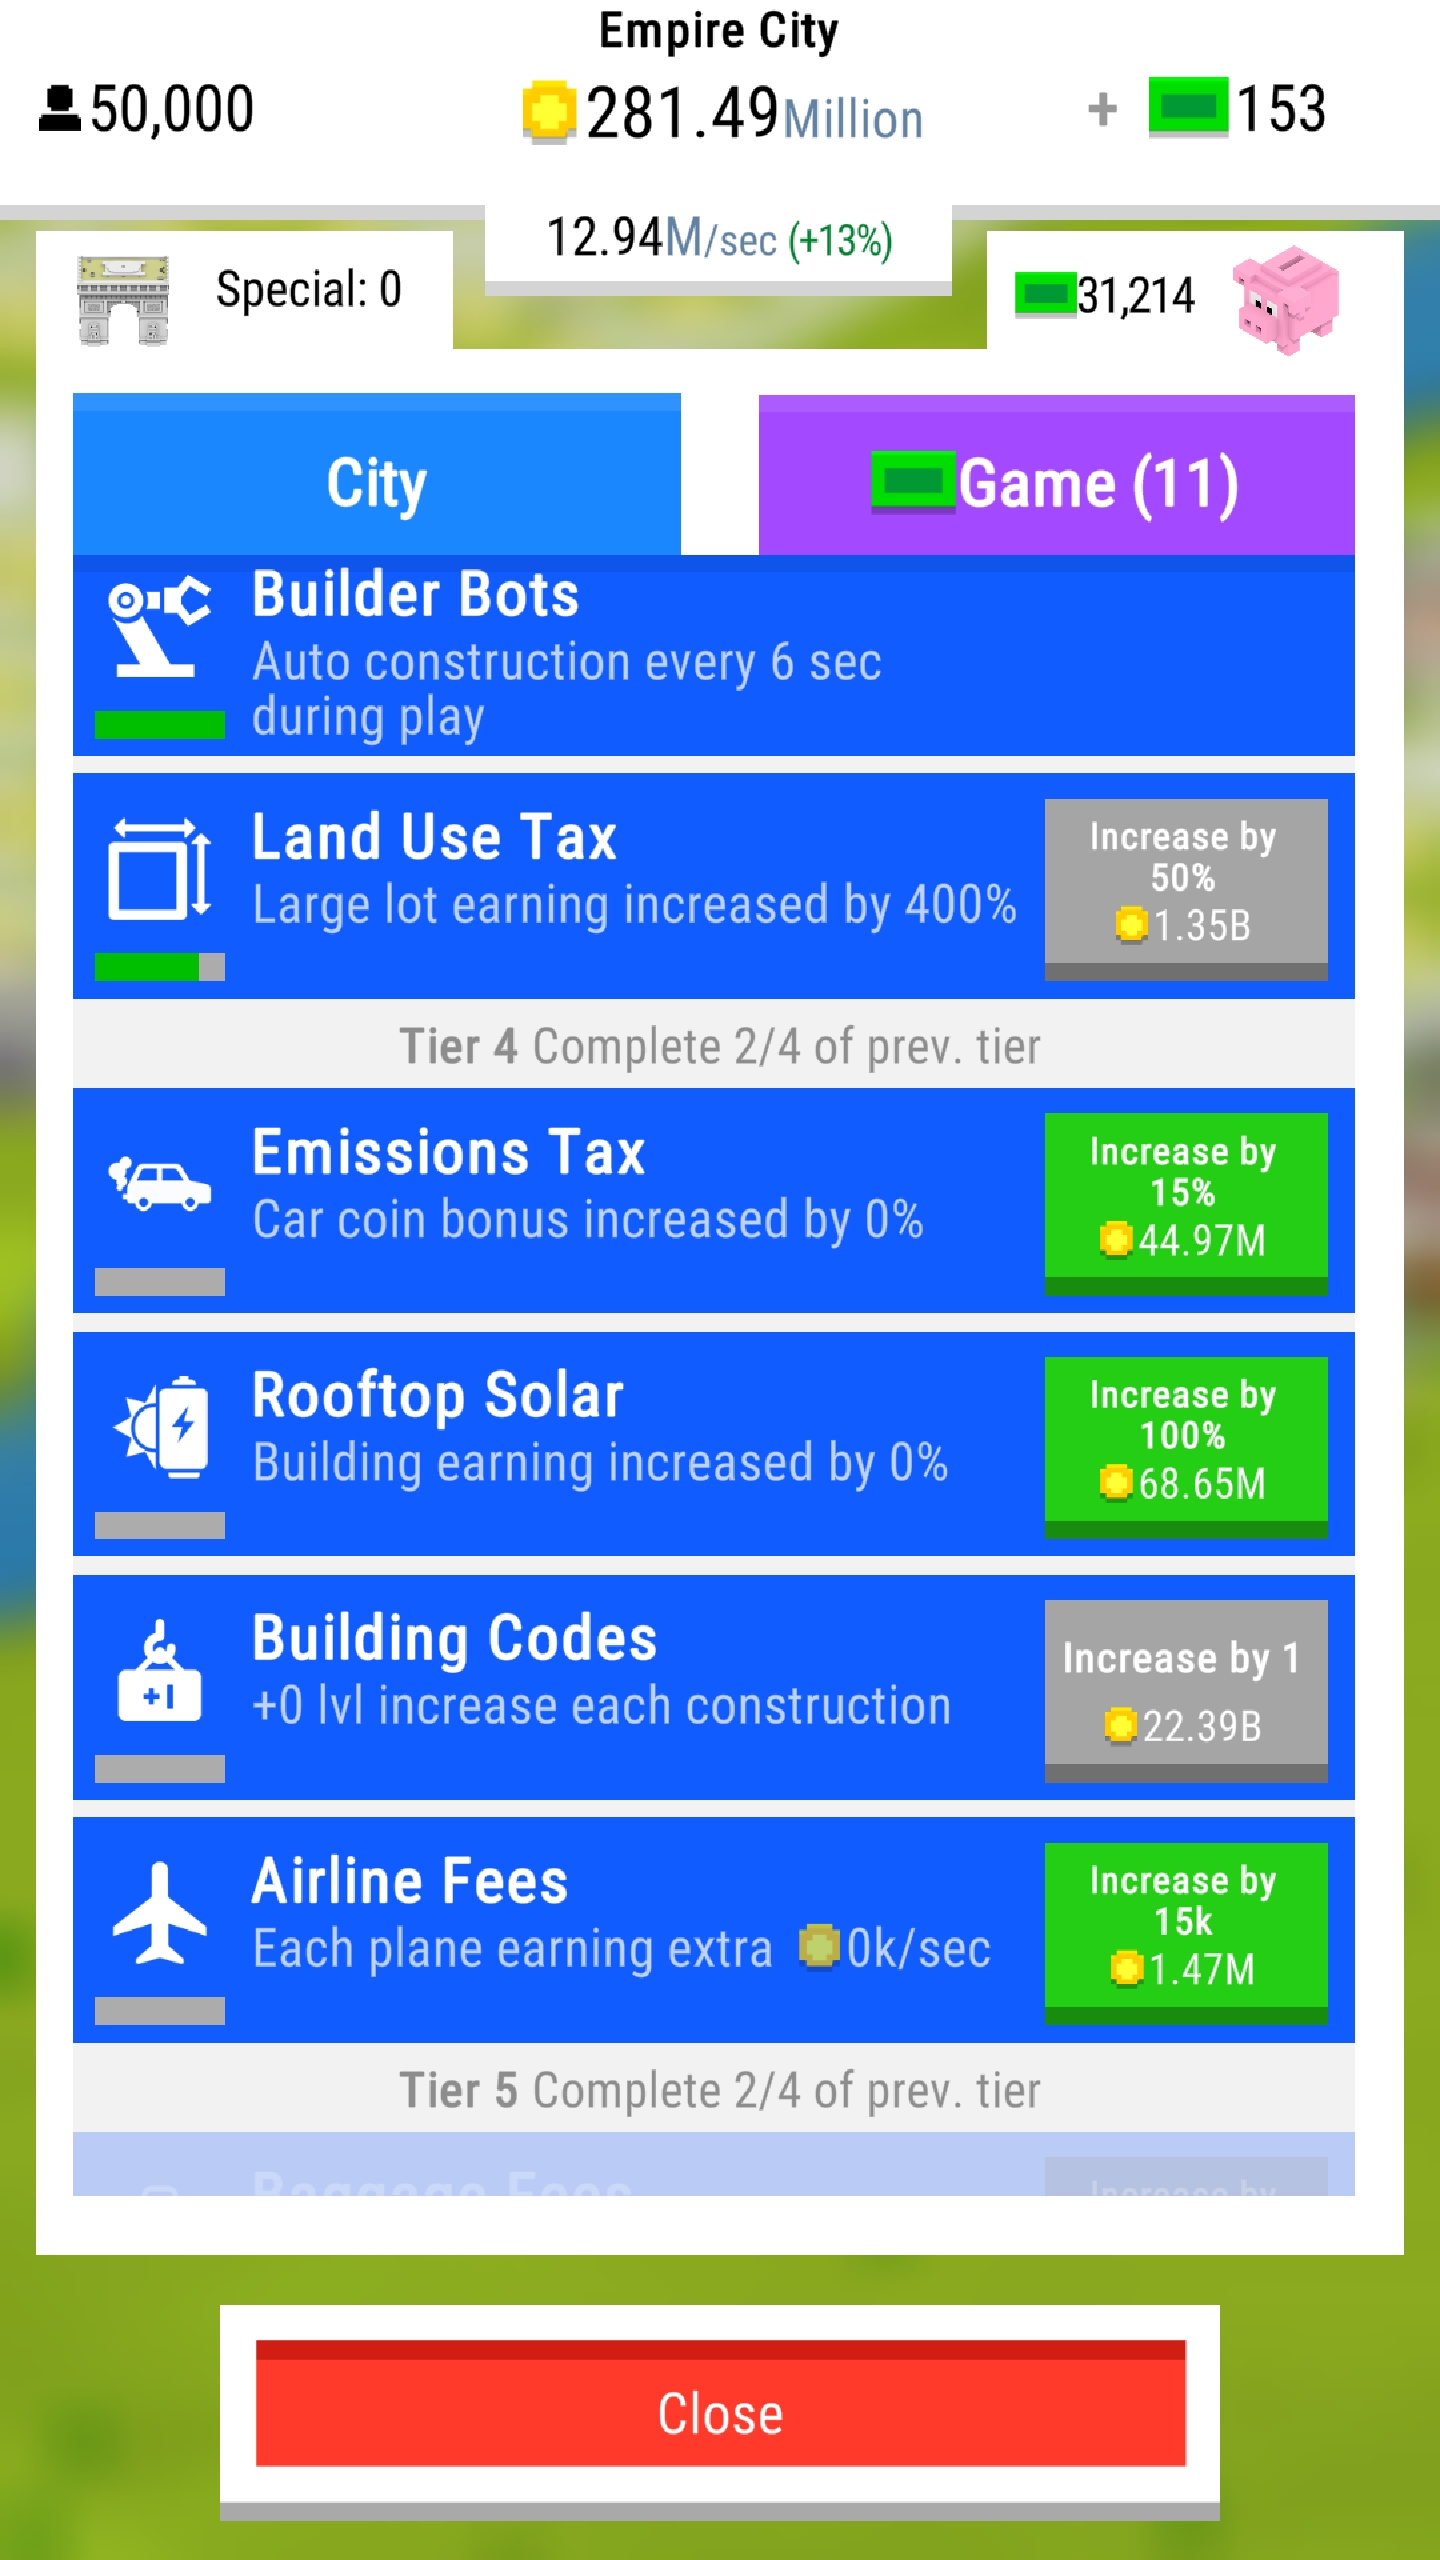 Empire City
50,000
281.49Million
+ 153
12.94M/sec (+13%)
Special: 0
31,214
City
Game (11)
Builder Bots
Auto construction every 6 sec
during play
Land Use Tax
Large lot earning increased by 400%
Increase by
50%
1.35B
Tier 4 Complete 2/4 of prev. tier
Emissions Tax
Car coin bonus increased by 0%
Increase by
15%
44.97M
Rooftop Solar
Building earning increased by 0%
Increase by
100%
68.65M
Building Codes
+0 lvl increase each construction
+1
Increase by 1
22.39B
Airline Fees
Each plane earning extra 0k/sec
Increase by
15k
1.47M
Tier 5 Complete 2/4 of prev. tier
Baggage Fees
Increase by
Close